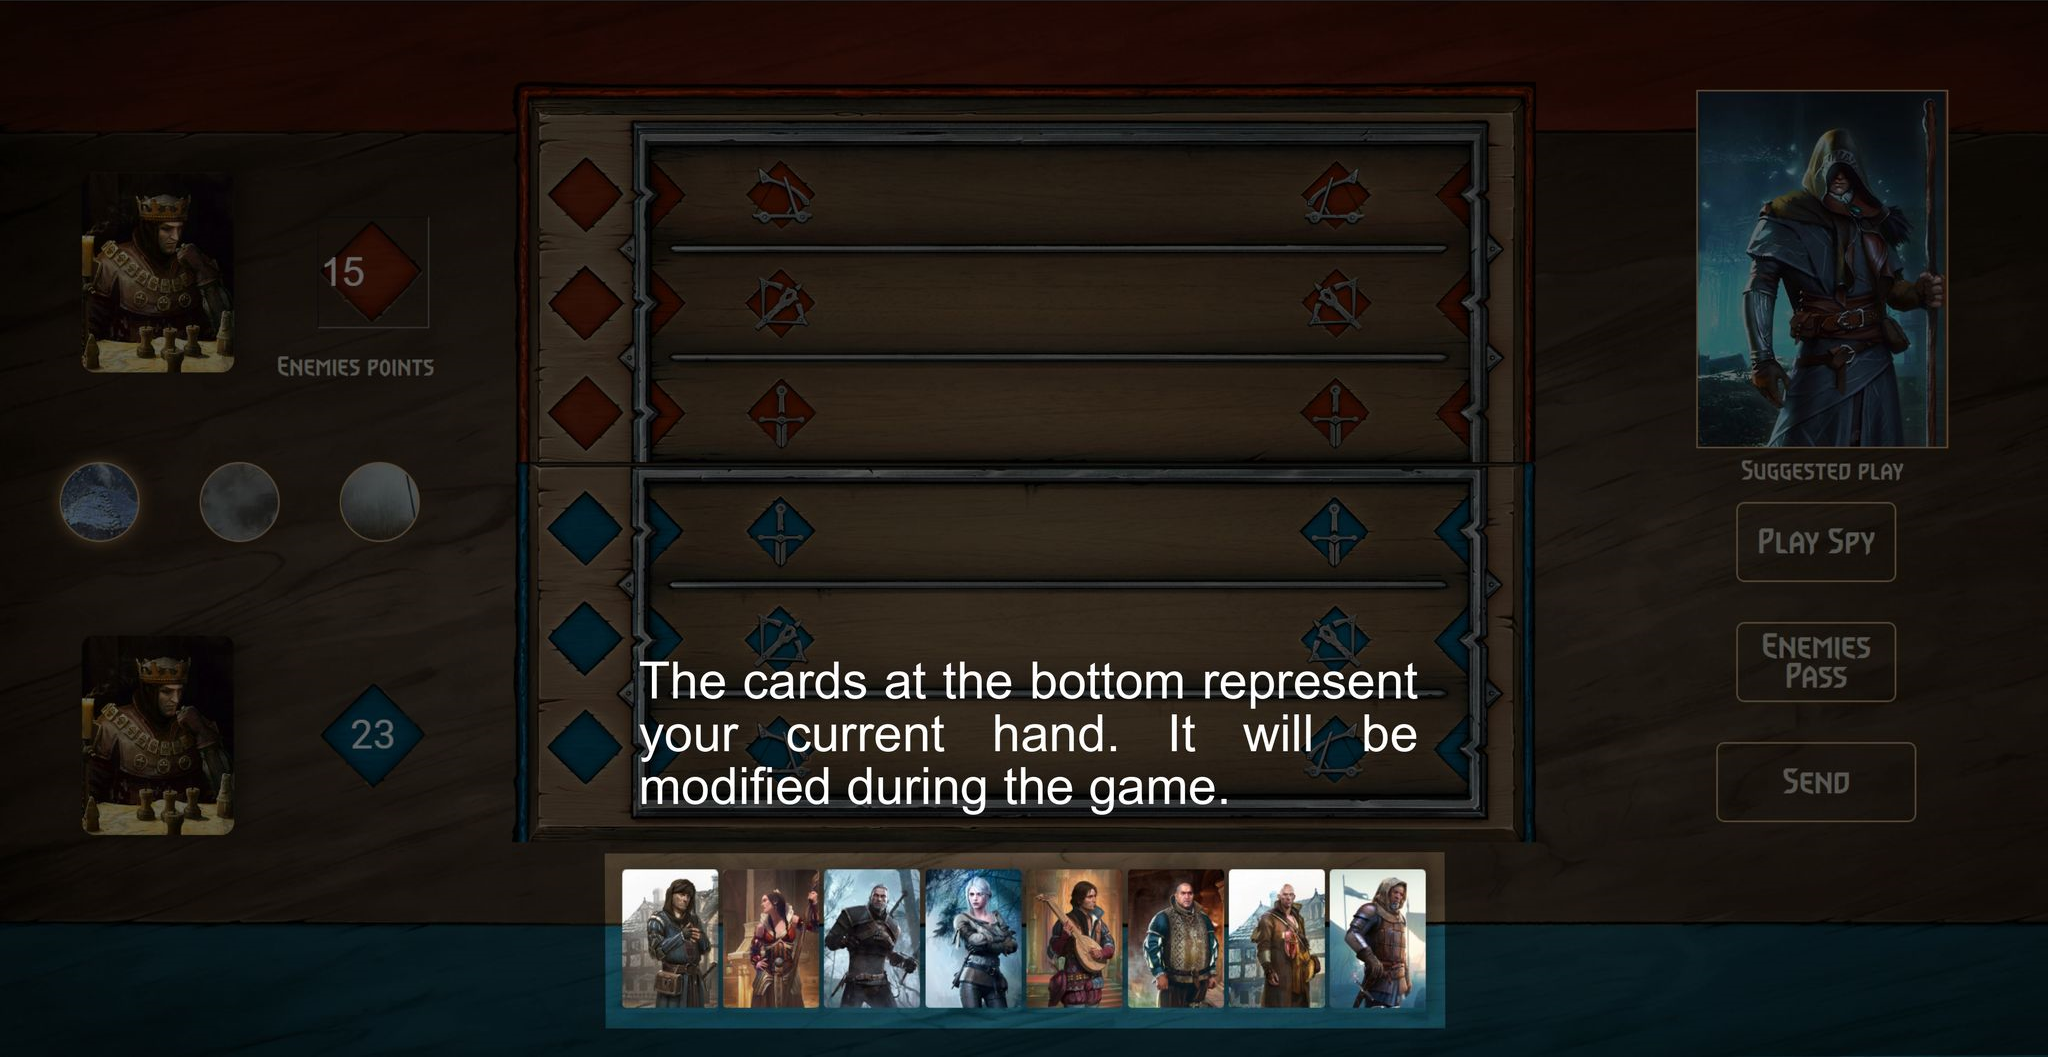 15
ENEMIES POINTS
SUGGESTED PLAY
PLAY SPY
ENEMIES
PASS
The cards at the bottom represent
your current hand. It will be
modified during the game.
23
SEND